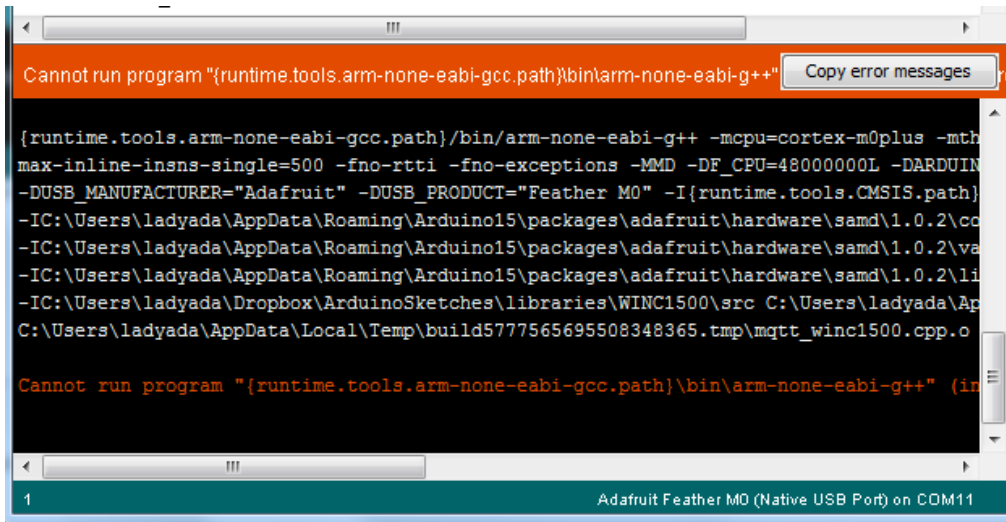 Cannot run program "{runtime.tools.arm-none-eabi-gcc.path}\bin\arm-none-eabi-g++"
Copy error messages
{runtime.tools.arm-none-eabi-gcc.path}/bin/arm-none-eabi-g++ -mcpu=cortex-m0plus -mth
max-inline-insns-single=500 -fno-rtti -fno-exceptions -MMD -DF_CPU=48000000L -DARDUIN
-DUSB_MANUFACTURER="Adafruit" -DUSB_PRODUCT="Feather M0" -I{runtime.tools.CMSIS.path}
-IC:\Users\ladyada\AppData\Roaming\Arduino15\packages\adafruit\hardware\samd\1.0.2\co
-IC:\Users\ladyada\AppData\Roaming\Arduino15\packages\adafruit\hardware\samd\1.0.2\va
-IC:\Users\ladyada\AppData\Roaming\Arduino15\packages\adafruit\hardware\samd\1.0.2\li
-IC:\Users\ladyada\Dropbox\ArduinoSketches\libraries\WINC1500\src C:\Users\ladyada\Ap
C:\Users\ladyada\AppData\Local\Temp\build5777565695508348365.tmp\mqtt_winc1500.cpp.o
Cannot run program "{runtime.tools.arm-none-eabi-gcc.path}\bin\arm-none-eabi-g++" (in
1
Adafruit Feather M0 (Native USB Port) on COM11